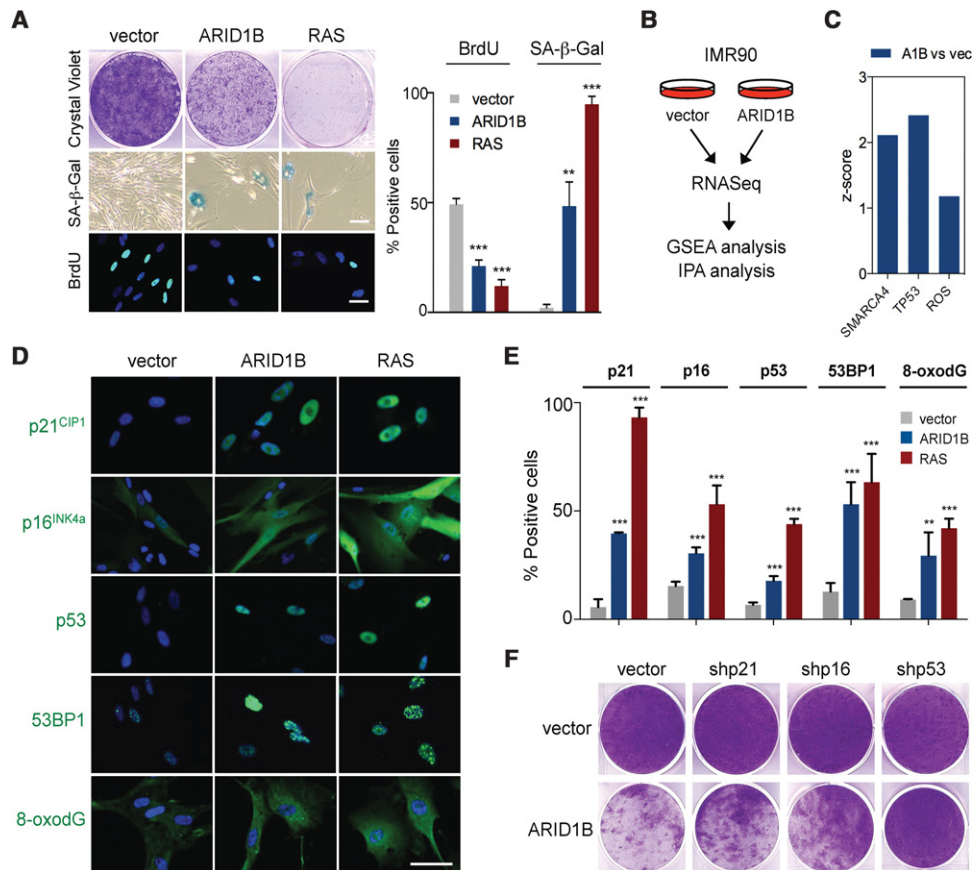 A
vector ARID1B RAS
Crystal Violet
SA-β-Gal
BrdU
BrdU SA-β-Gal
vector
ARID1B
RAS
% Positive cells
100
50
0
***
***
**
***
B
IMR90
vector ARID1B
RNASeq
GSEA analysis
IPA analysis
C
A1B vs vec
z-score
3
2
1
0
SMARCA4
TP53
ROS
D
vector ARID1B RAS
p21CIP1
p16INK4a
p53
53BP1
8-oxodG
E
p21 p16 p53 53BP1 8-oxodG
vector
ARID1B
RAS
% Positive cells
100
50
0
***
***
***
***
***
***
***
***
**
***
F
vector shp21 shp16 shp53
vector
ARID1B